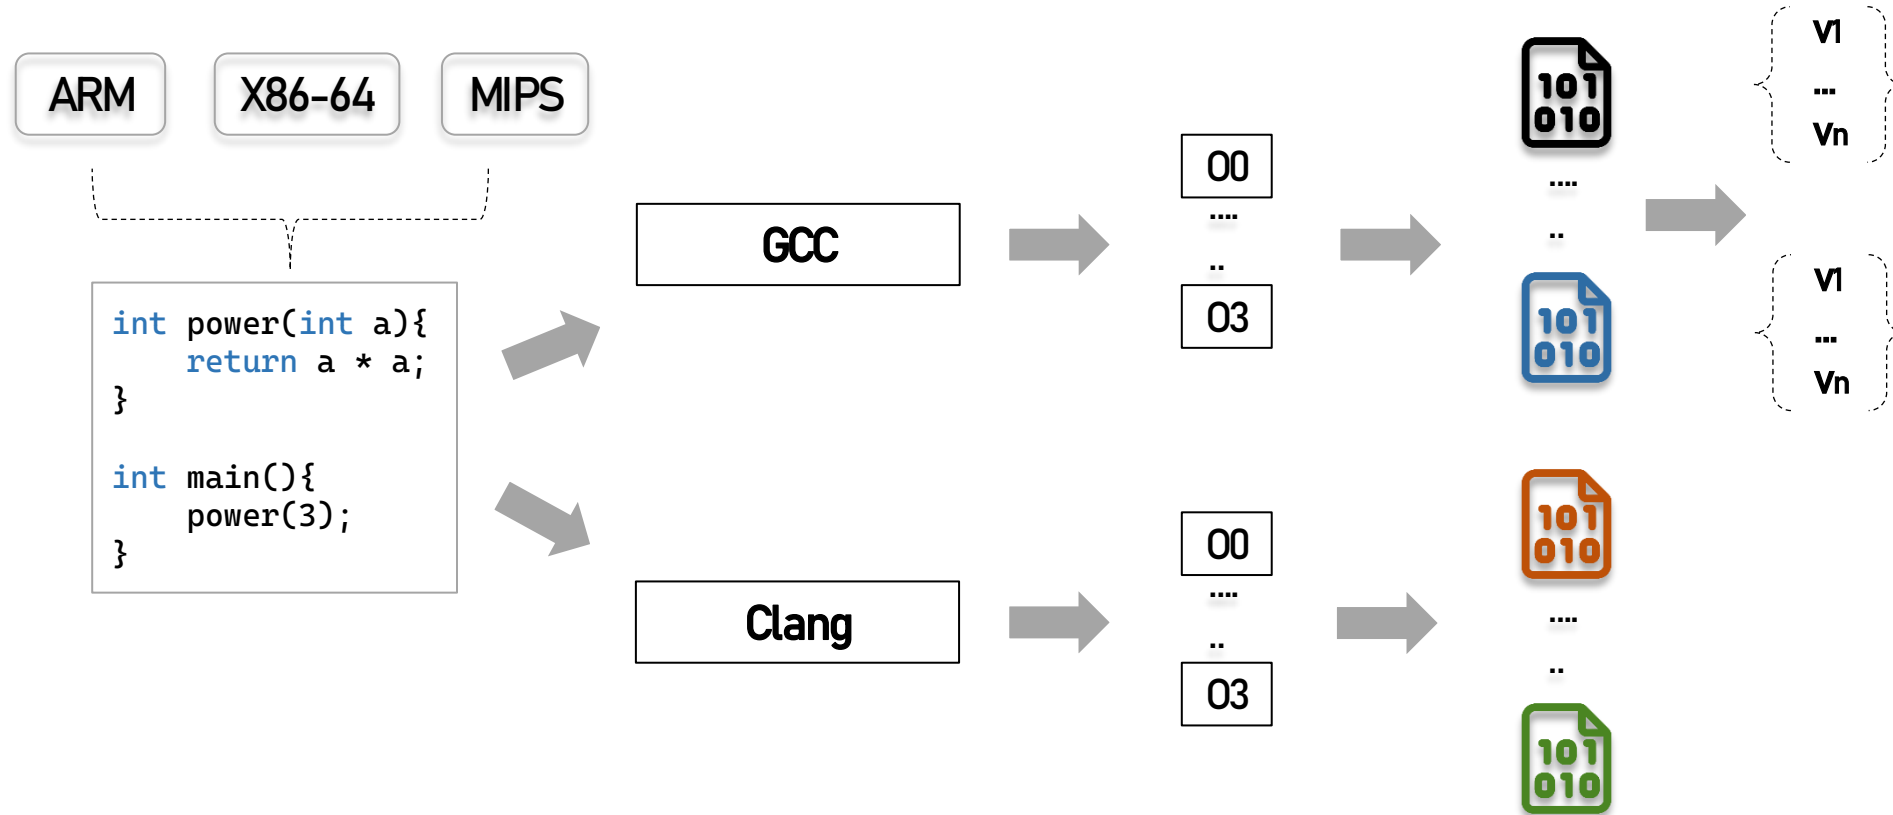 ARM
X86-64
MIPS
int power(int a){
    return a * a;
}
int main(){
    power(3);
}
GCC
Clang
O0
....
..
O3
O0
....
..
O3
101
010
....
..
101
010
101
010
....
..
101
010
V1
...
Vn
V1
...
Vn